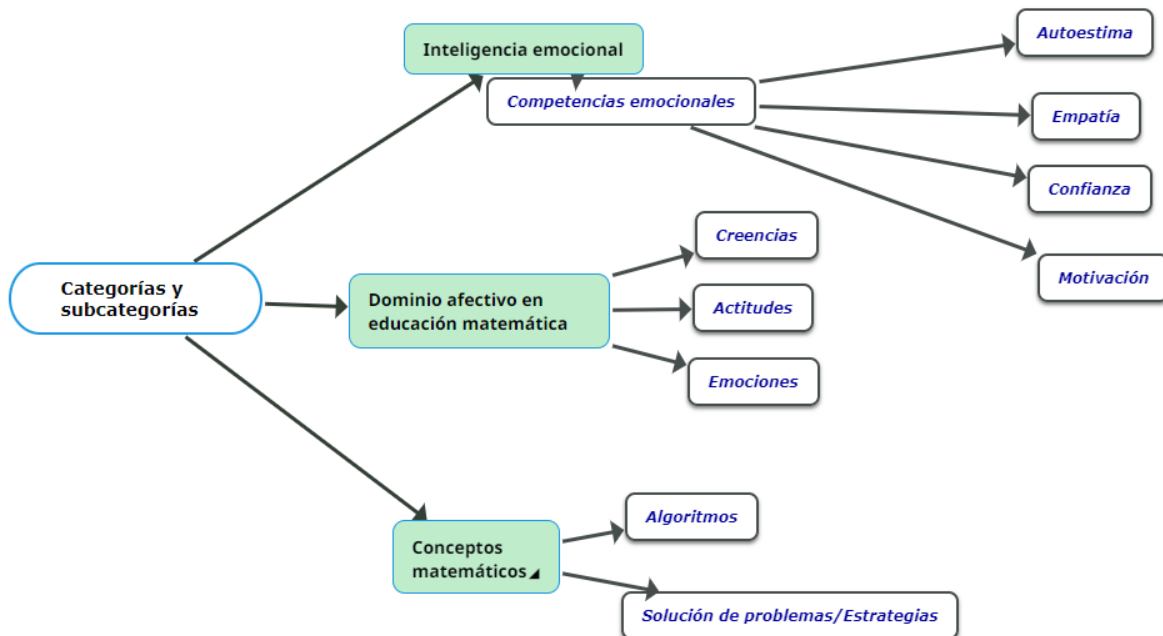 Inteligencia emocional
Competencias emocionales
Autoestima
Empatía
Confianza
Motivación
Categorías y
subcategorías
Dominio afectivo en
educación matemática
Creencias
Actitudes
Emociones
Conceptos
matemáticos
Algoritmos
Solución de problemas/Estrategias